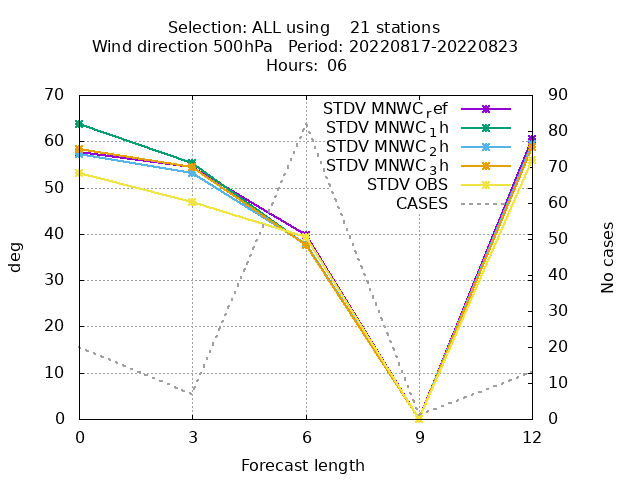 Selection: ALL using    21 stations
Wind direction 500hPa   Period: 20220817-20220823
Hours: 06
70
60
50
40
30
20
10
0
deg
90
80
70
60
50
40
30
20
10
0
No cases
STDV MNWC_ref
STDV MNWC_1h
STDV MNWC_2h
STDV MNWC_3h
STDV OBS
CASES
0 3 6 9 12
Forecast length